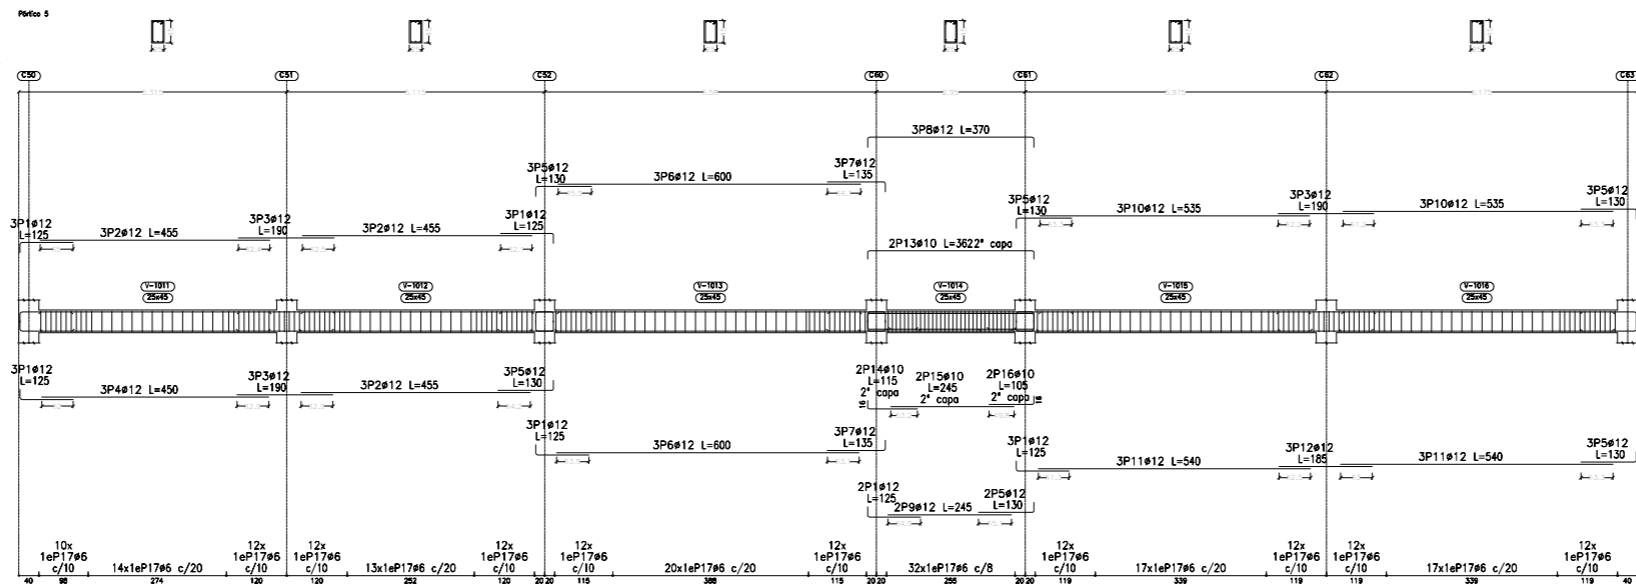 Pórtico 5
C50 C51 C52 C60 C61 C62 C63
3P8ø12 L=370
3P5ø12
L=130
3P6ø12 L=600
3P7ø12
L=135
3P1ø12
L=125
3P2ø12 L=455
3P3ø12
L=190
3P2ø12 L=455
3P1ø12
L=125
3P5ø12
L=130
3P10ø12 L=535
3P3ø12
L=190
3P10ø12 L=535
3P5ø12
L=130
2P13ø10 L=3622ª capa
V-1011 V-1012 V-1013 V-1014 V-1015 V-1016
25x45 25x45 25x45 25x45 25x45 25x45
3P1ø12
L=125
3P4ø12 L=450
3P3ø12
L=190
3P2ø12 L=455
3P5ø12
L=130
2P14ø10
L=115
2ª capa
16
2P15ø10
L=245
2ª capa
2P16ø10
L=105
2ª capa
16
3P1ø12
L=125
3P6ø12 L=600
3P7ø12
L=135
3P1ø12
L=125
3P11ø12 L=540
3P12ø12
L=185
3P11ø12 L=540
3P5ø12
L=130
2P1ø12
L=125
2P9ø12 L=245
2P5ø12
L=130
10x 12x 12x 12x 12x 12x 12x 12x 12x 12x
1eP17ø6 1eP17ø6 1eP17ø6 1eP17ø6 1eP17ø6 1eP17ø6 1eP17ø6 1eP17ø6 1eP17ø6 1eP17ø6
c/10 14x1eP17ø6 c/20 c/10 c/10 13x1eP17ø6 c/20 c/10 c/10 20x1eP17ø6 c/20 c/10 32x1eP17ø6 c/8 c/10 17x1eP17ø6 c/20 c/10 c/10 17x1eP17ø6 c/20 c/10
40 98 274 120 120 252 120 20 20 115 388 115 20 20 255 20 20 119 339 119 119 339 119 40